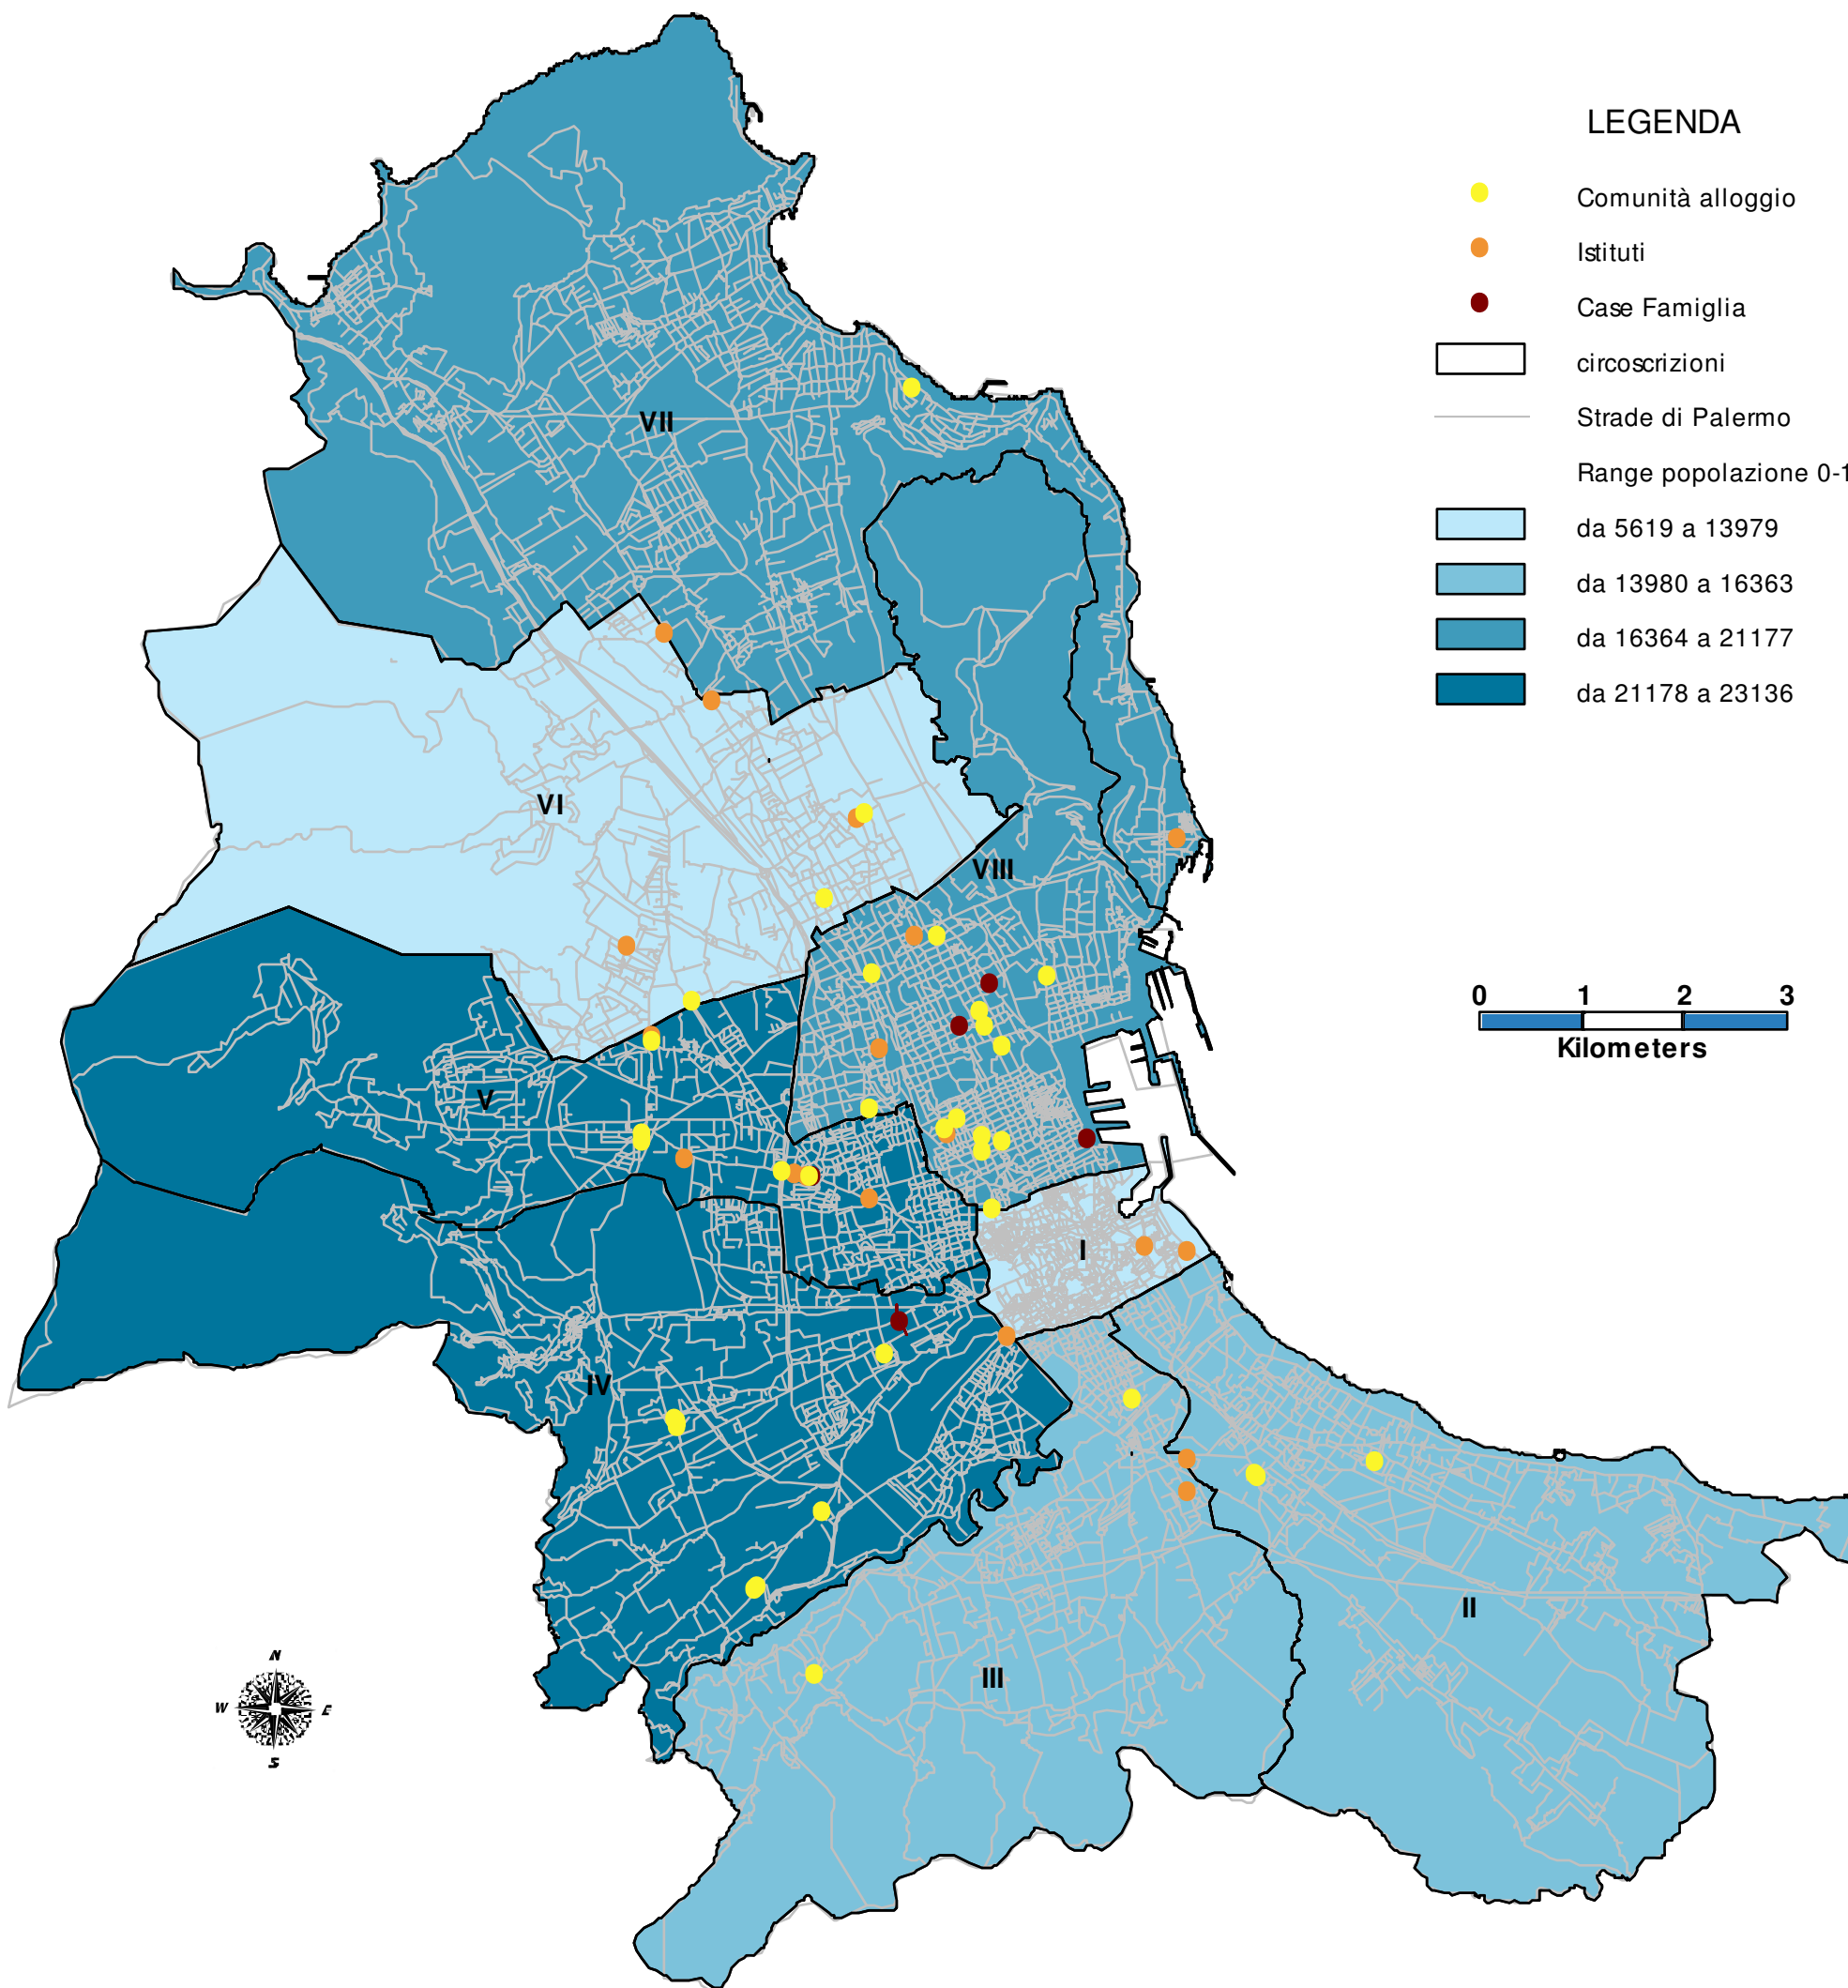 LEGENDA
Comunità alloggio
Istituti
Case Famiglia
circoscrizioni
Strade di Palermo
Range popolazione 0-1
da 5619 a 13979
da 13980 a 16363
da 16364 a 21177
da 21178 a 23136
VII
VI
VIII
0 1 2 3
Kilometers
V
I
IV
II
III
N
W E
S